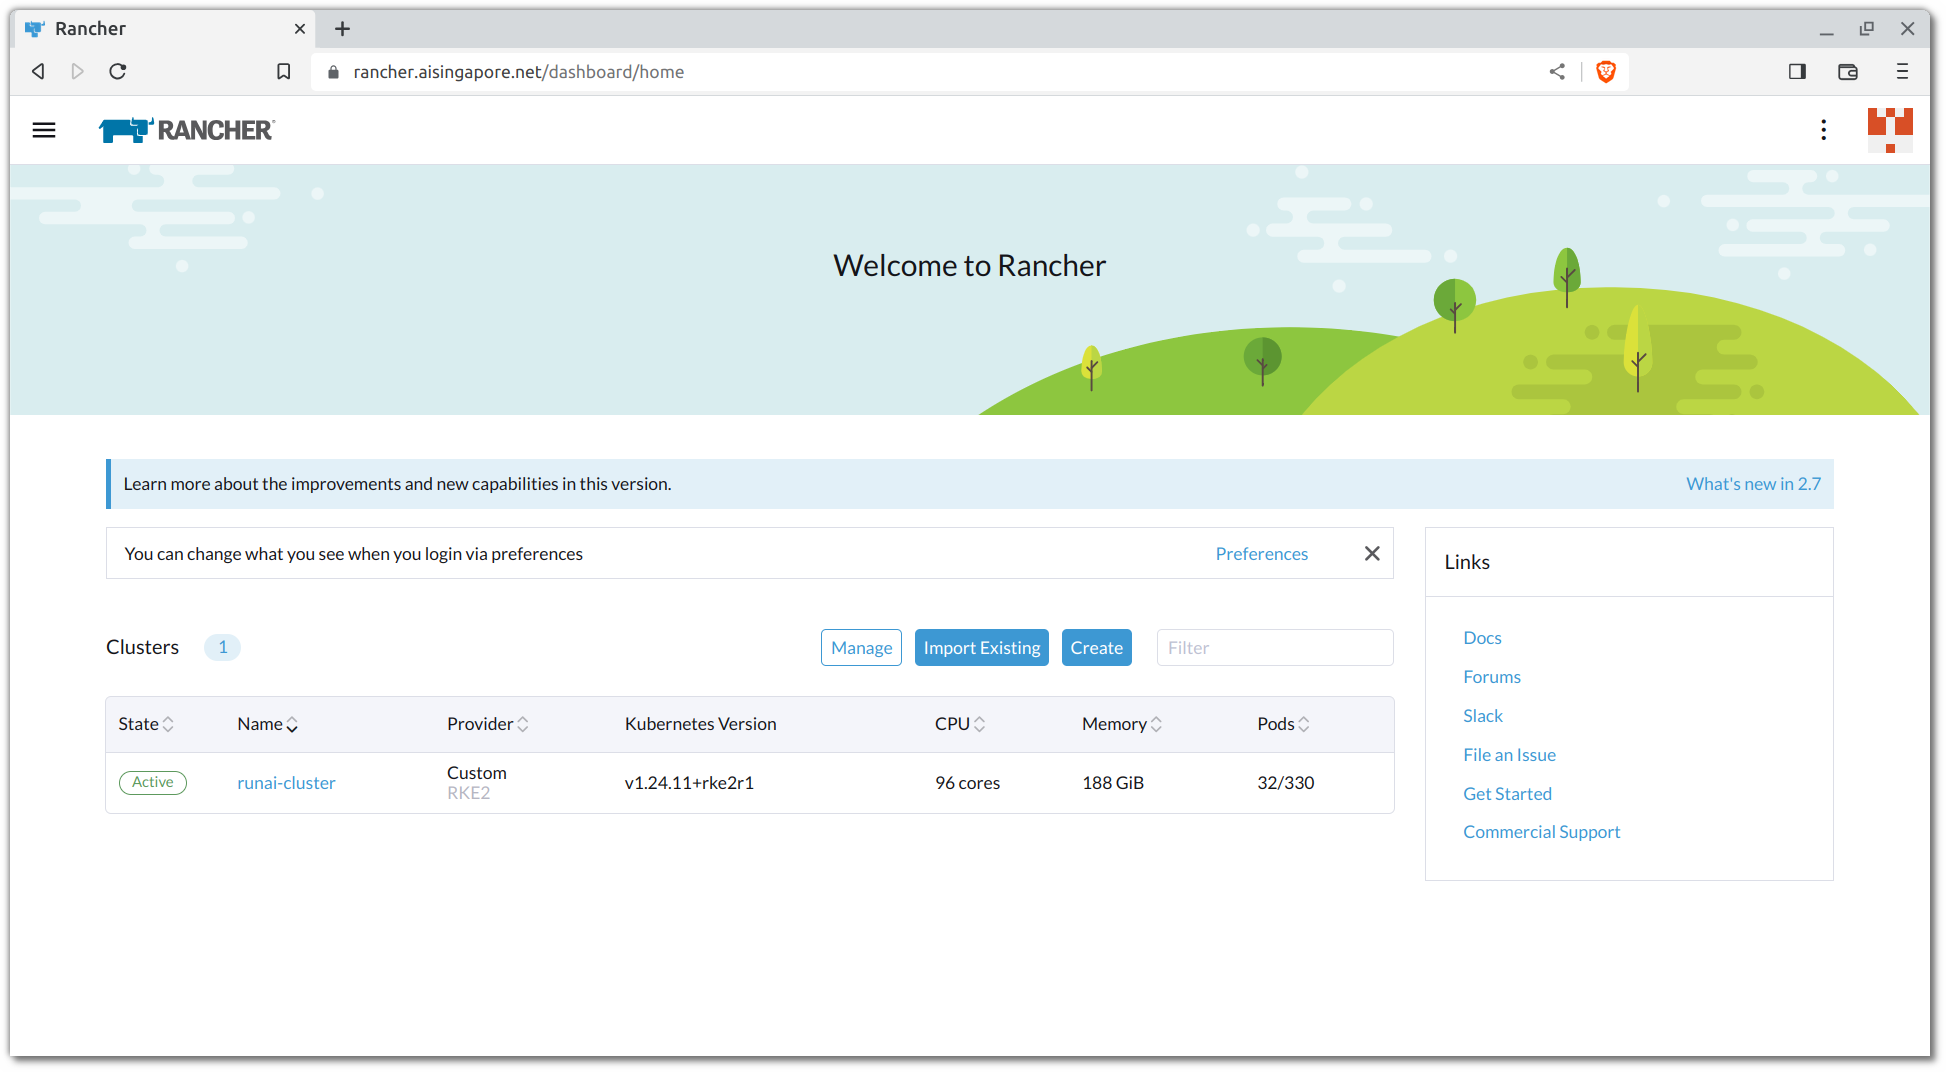 Rancher
rancher.aisingapore.net/dashboard/home
RANCHER
Welcome to Rancher
Learn more about the improvements and new capabilities in this version. What's new in 2.7
You can change what you see when you login via preferences Preferences
Links
Docs
Forums
Slack
File an Issue
Get Started
Commercial Support
Clusters 1 Manage Import Existing Create Filter
State Name Provider Kubernetes Version CPU Memory Pods
Active runai-cluster Custom v1.24.11+rke2r1 96 cores 188 GiB 32/330
RKE2